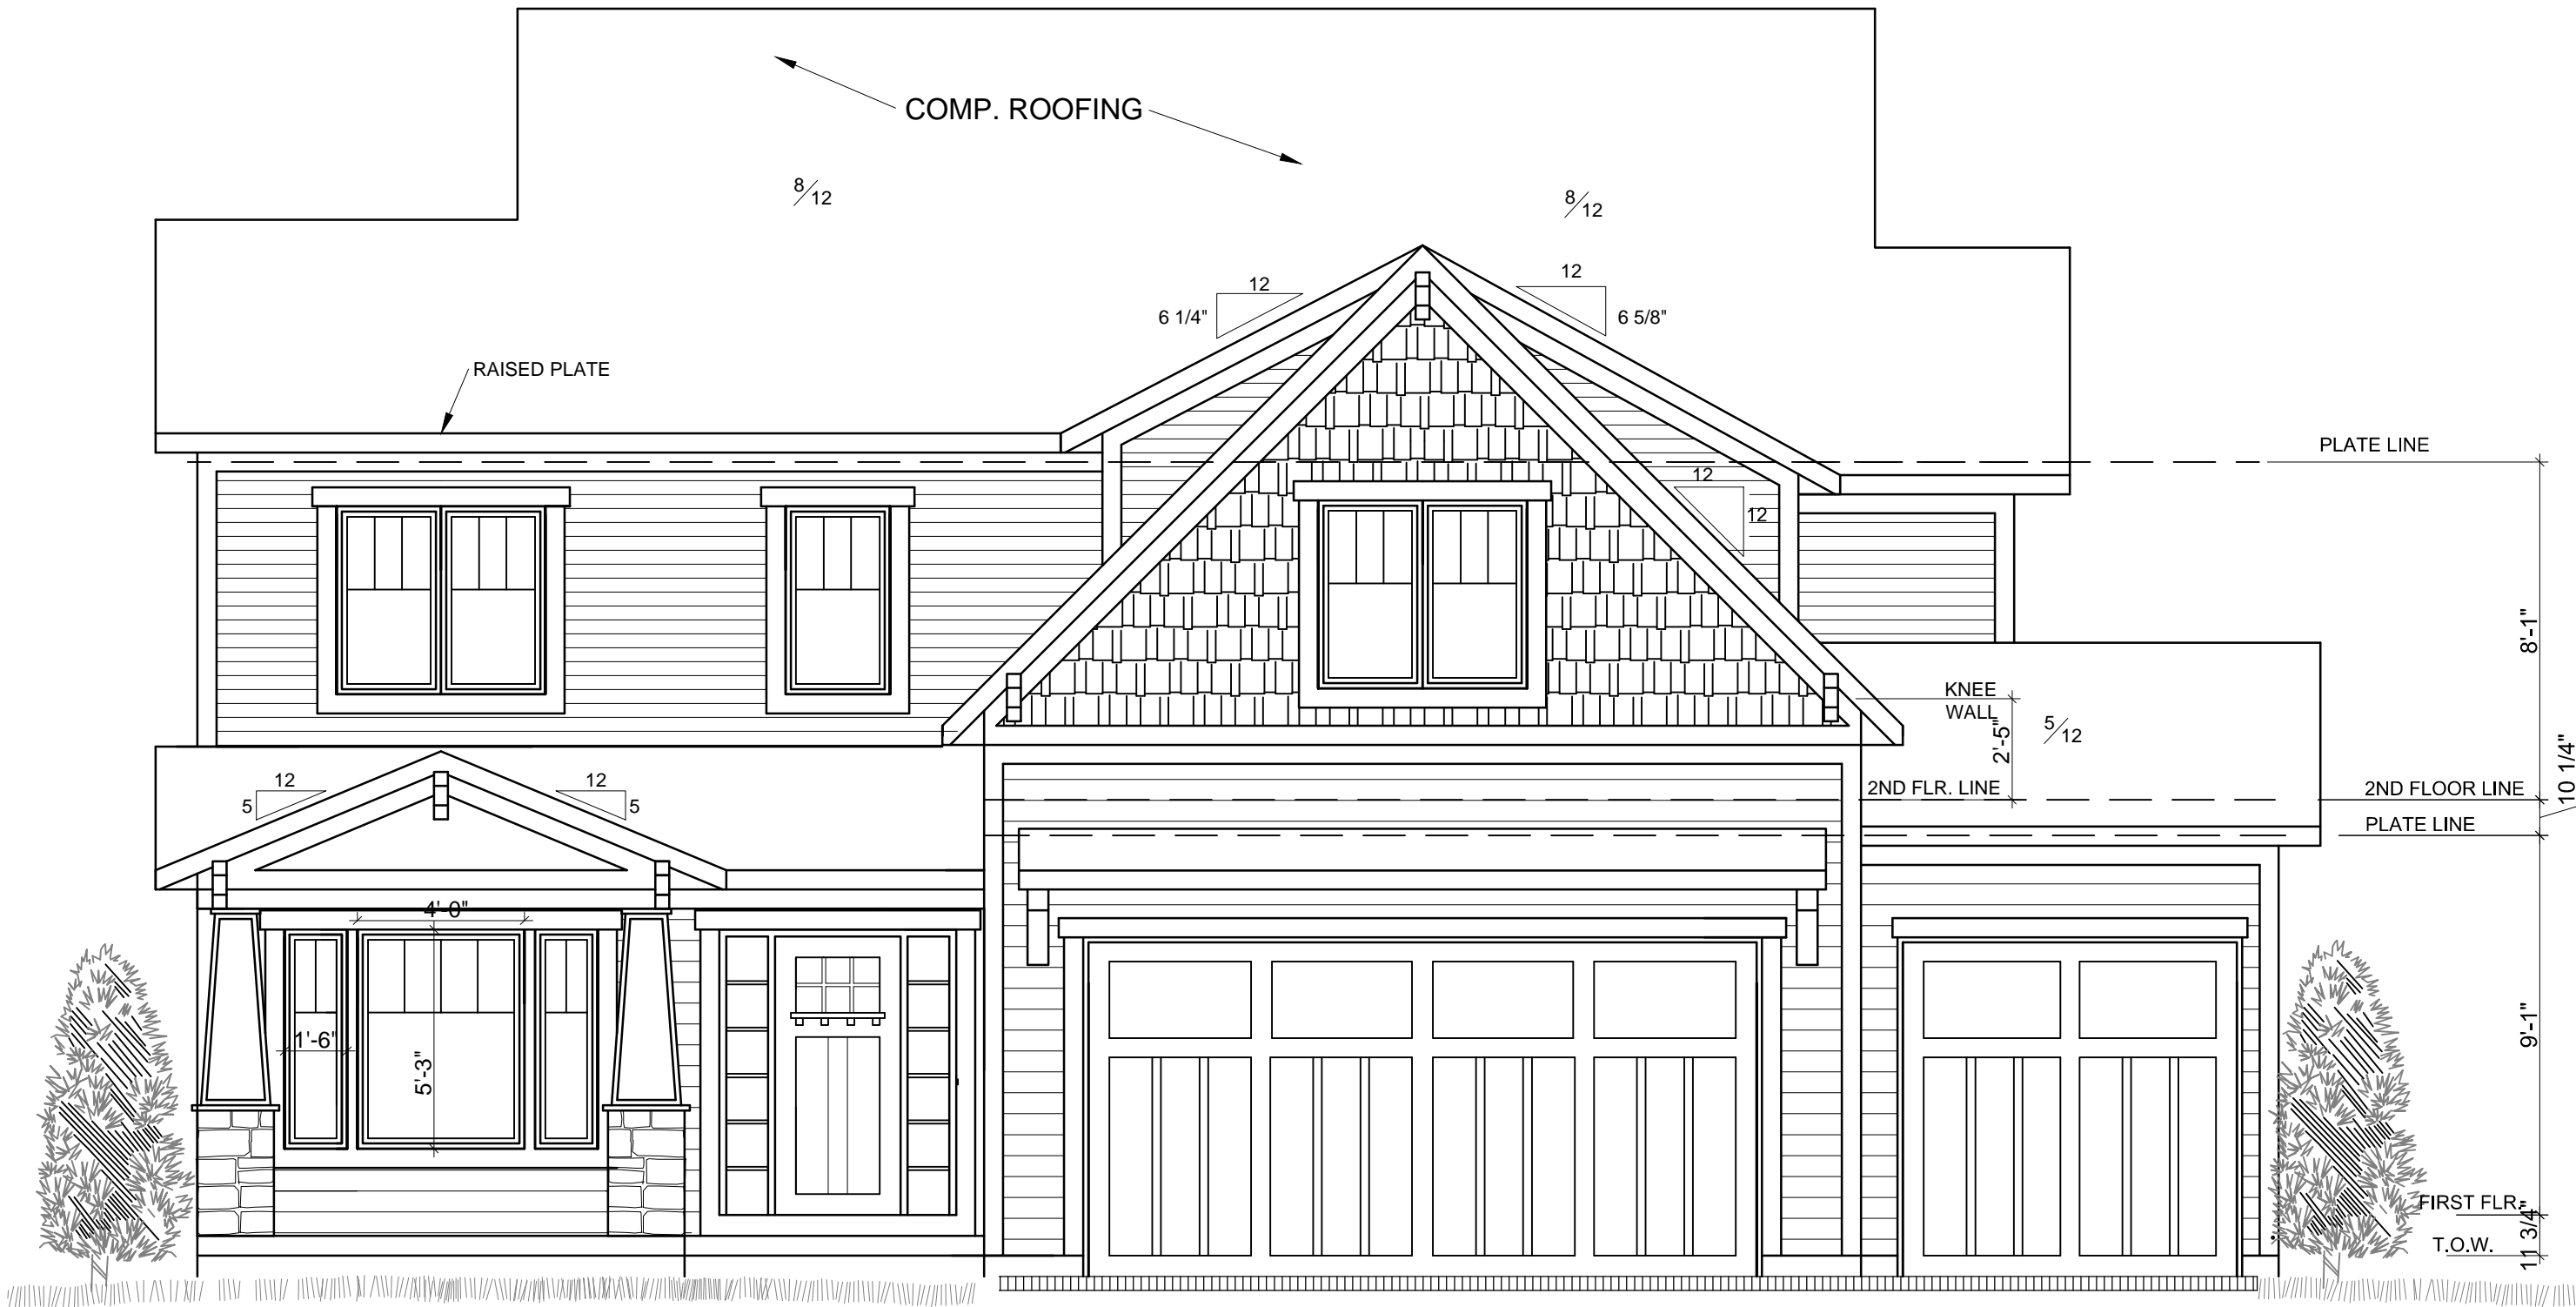 COMP. ROOFING
8/12
8/12
12
6 1/4"
12
6 5/8"
RAISED PLATE
PLATE LINE
12
12
8'-1"
KNEE
WALL
2'-5"
5/12
10 1/4"
12
5
12
5
2ND FLR. LINE
2ND FLOOR LINE
PLATE LINE
4'-0"
1'-6"
5'-3"
9'-1"
FIRST FLR.
11 3/4"
T.O.W.